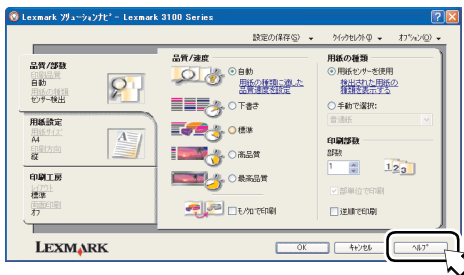 Lexmark ソリューションナビ - Lexmark 3100 Series
設定の保存(S)
クイックセレクト(I)
オプション(O)
品質/部数
印刷品質
自動
用紙の種類
センサー検出
用紙設定
用紙サイズ
A4
印刷方向
縦
印刷工房
レイアウト
標準
両面印刷
オフ
品質/速度
自動
用紙の種類に適した
品質速度を設定
下書き
標準
高品質
最高品質
モノクロで印刷
用紙の種類
用紙センサーを使用
検出された用紙の
種類を表示する
手動で選択:
普通紙
印刷部数
部数
1
1 2 3
部単位で印刷
逆順で印刷
LEXMARK
OK
キャンセル
ヘルプ